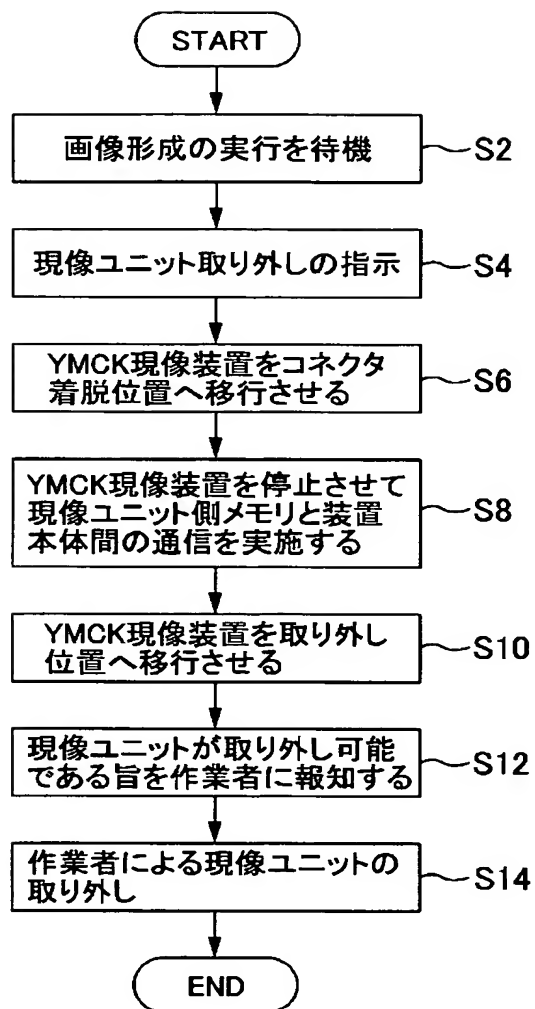 START
画像形成の実行を待機
S2
現像ユニット取り外しの指示
S4
YMCK現像装置をコネクタ
着脱位置へ移行させる
S6
YMCK現像装置を停止させて
現像ユニット側メモリと装置
本体間の通信を実施する
S8
YMCK現像装置を取り外し
位置へ移行させる
S10
現像ユニットが取り外し可能
である旨を作業者に報知する
S12
作業者による現像ユニットの
取り外し
S14
END